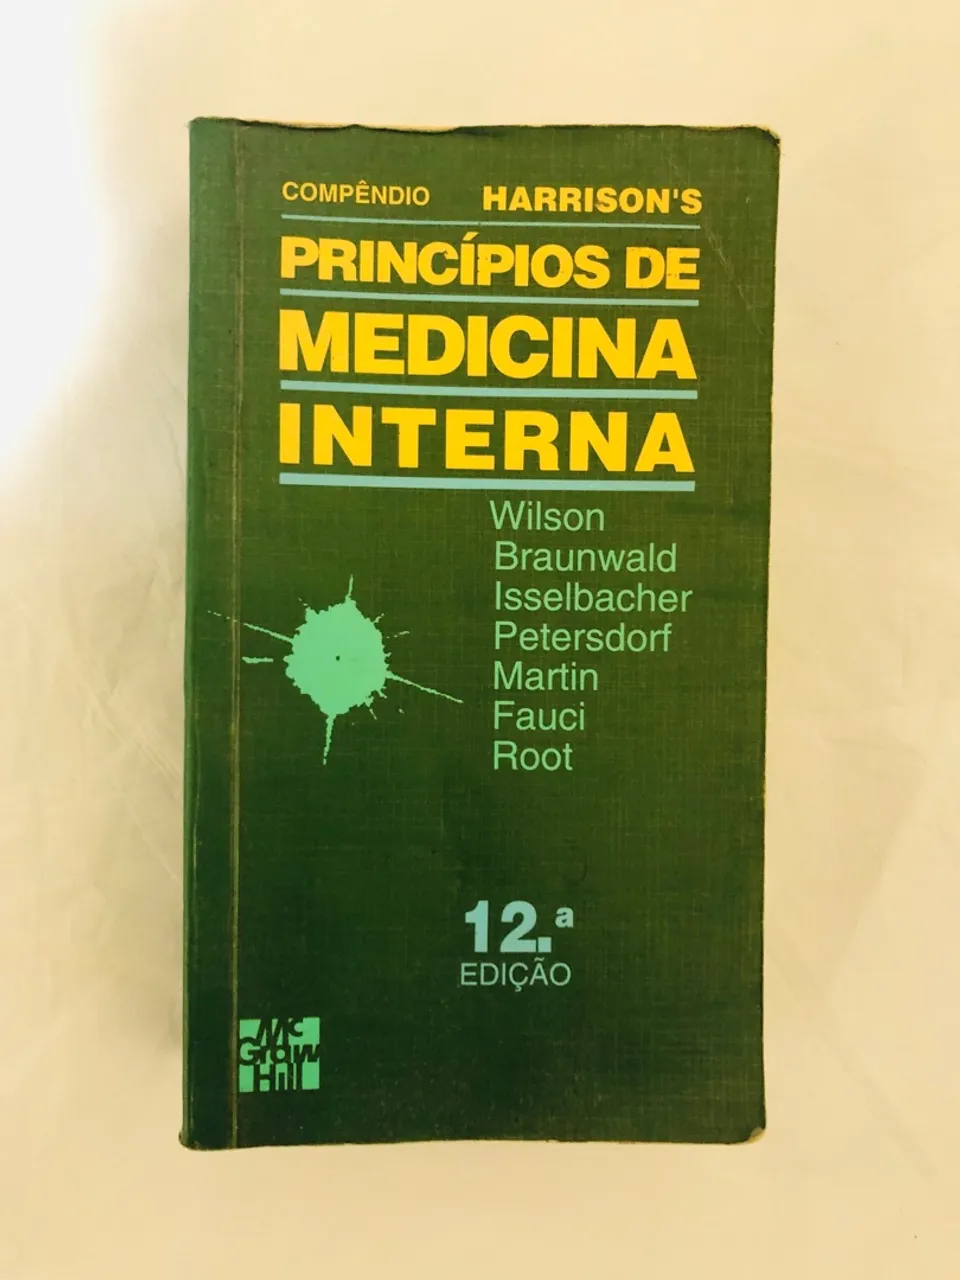 COMPÊNDIO HARRISON'S
PRINCÍPIOS DE
MEDICINA
INTERNA
Wilson
Braunwald
Isselbacher
Petersdorf
Martin
Fauci
Root
12.ª
EDIÇÃO
Mc
Graw
Hill